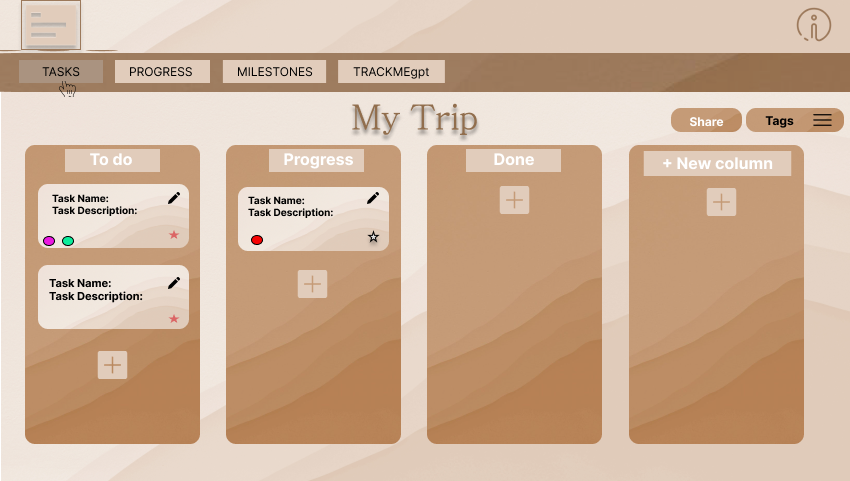 TASKS
PROGRESS
MILESTONES
TRACKMEgpt
My Trip
Share
Tags
To do
Task Name:
Task Description:
Task Name:
Task Description:
Progress
Task Name:
Task Description:
Done
+ New column